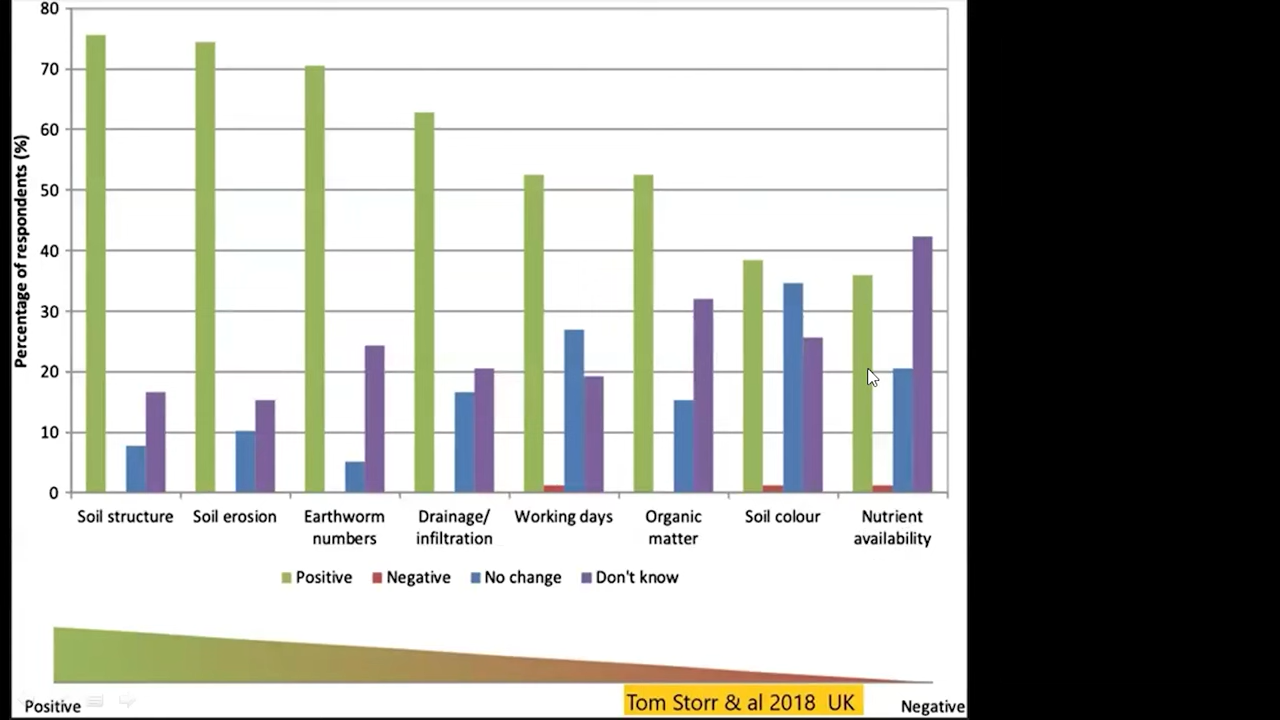 80
70
60
50
40
30
20
10
0
Percentage of respondents (%)
Soil structure
Soil erosion
Earthworm
numbers
Drainage/
infiltration
Working days
Organic
matter
Soil colour
Nutrient
availability
Positive
Negative
No change
Don't know
Positive
Tom Storr & al 2018 UK
Negative